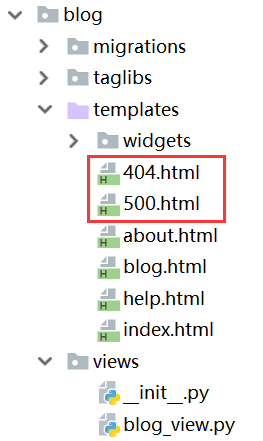 blog
migrations
taglibs
templates
widgets
404.html
500.html
about.html
blog.html
help.html
index.html
views
__init__.py
blog_view.py